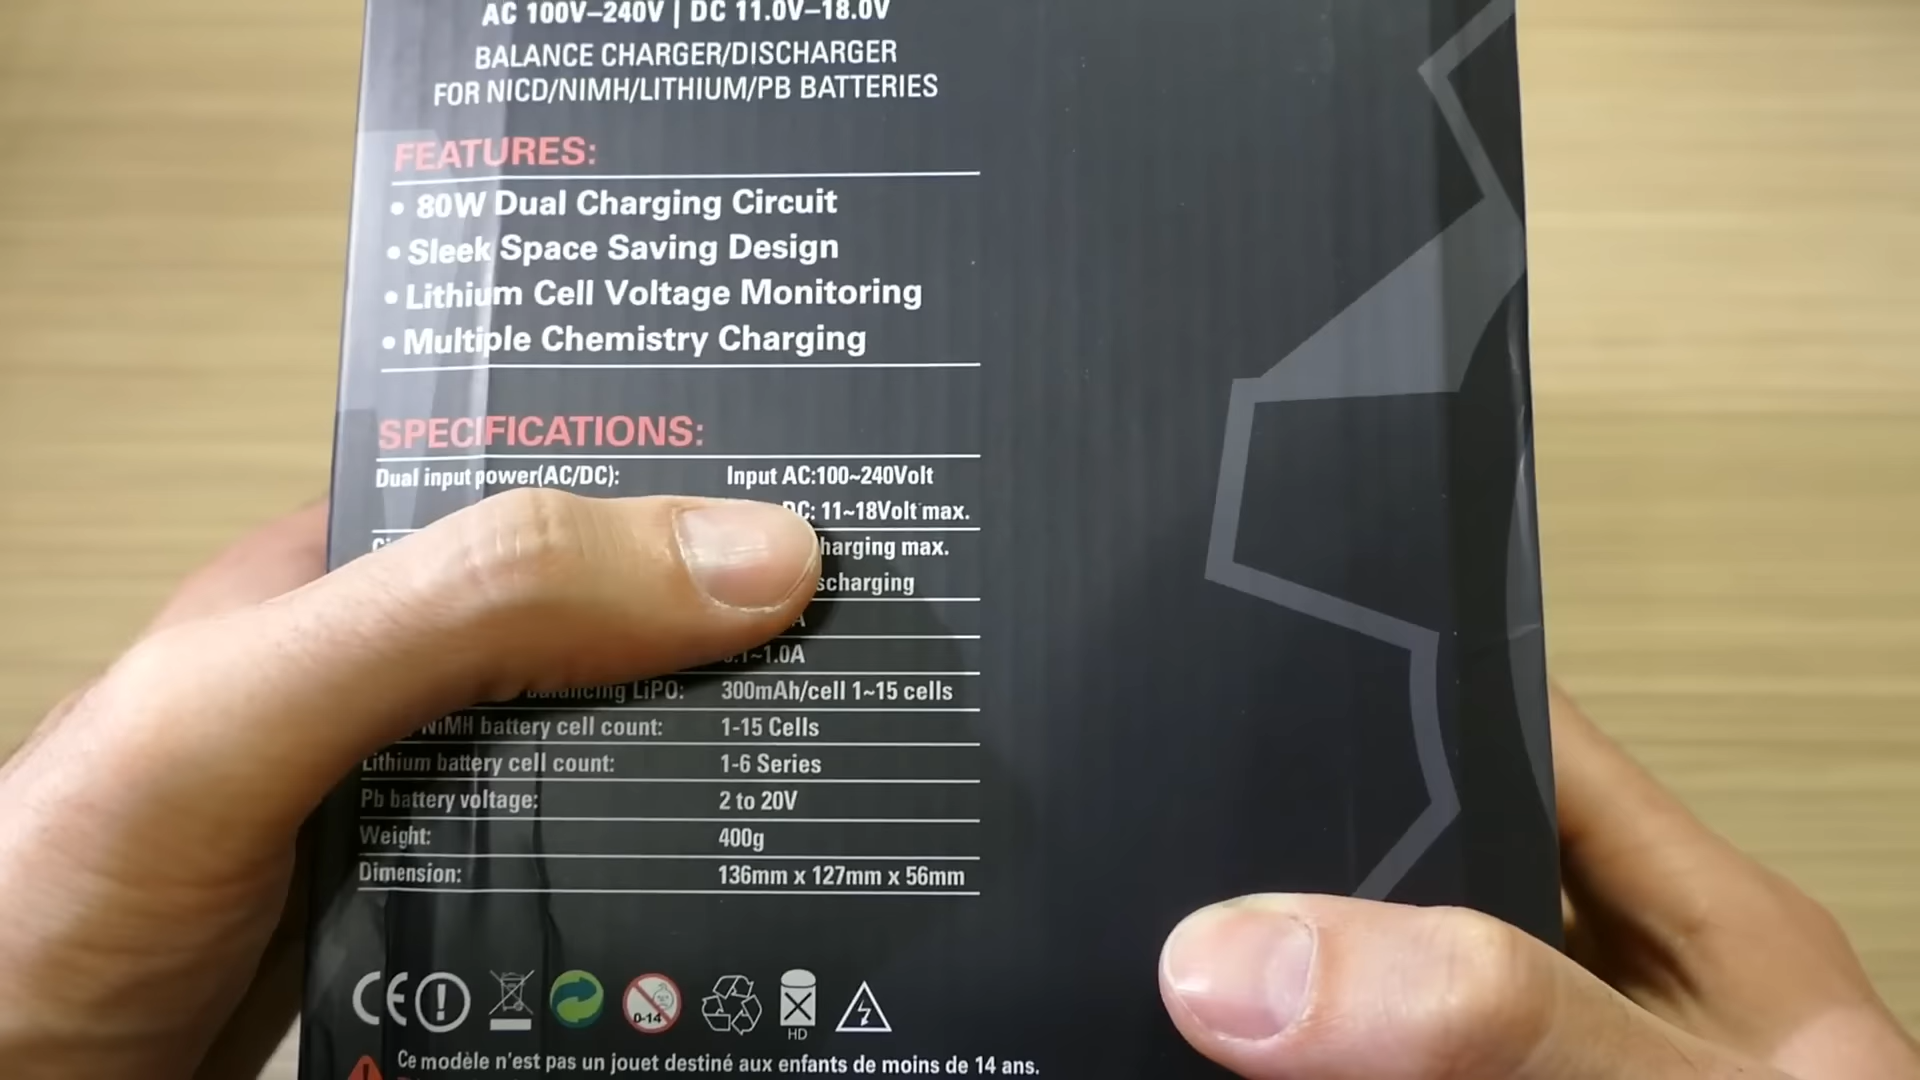 AC 100V–240V | DC 11.0V–18.0V
BALANCE CHARGER/DISCHARGER
FOR NICD/NIMH/LITHIUM/PB BATTERIES
FEATURES:
• 80W Dual Charging Circuit
• Sleek Space Saving Design
• Lithium Cell Voltage Monitoring
• Multiple Chemistry Charging
SPECIFICATIONS:
Dual input power(AC/DC): Input AC:100~240Volt
DC: 11~18Volt max.
harging max.
scharging
A
~1.0A
LiPO: 300mAh/cell 1~15 cells
NiMH battery cell count: 1-15 Cells
Lithium battery cell count: 1-6 Series
Pb battery voltage: 2 to 20V
Weight: 400g
Dimension: 136mm x 127mm x 56mm
CE
0-14
HD
Ce modèle n'est pas un jouet destiné aux enfants de moins de 14 ans.